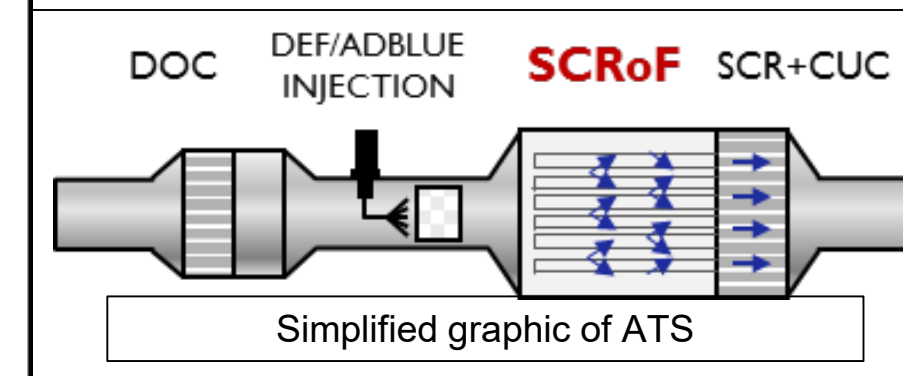 DOC
DEF/ADBLUE
INJECTION
SCRoF
SCR+CUC
Simplified graphic of ATS